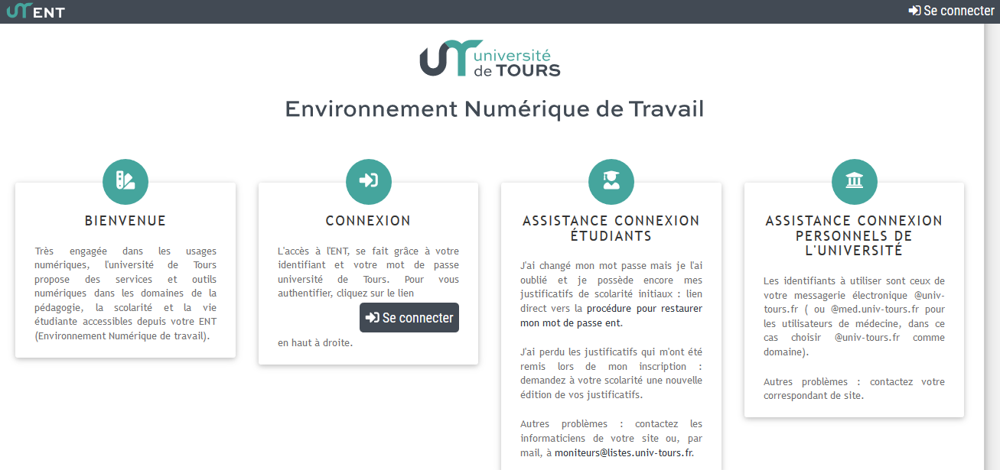 UT ENT
Se connecter
université
de TOURS
Environnement Numérique de Travail
BIENVENUE
Très engagée dans les usages
numériques, l'université de Tours
propose des services et outils
numériques dans les domaines de la
pédagogie, la scolarité et la vie
étudiante accessibles depuis votre ENT
(Environnement Numérique de travail).
CONNEXION
L'accès à l'ENT, se fait grâce à votre
identifiant et votre mot de passe
université de Tours. Pour vous
authentifier, cliquez sur le lien
Se connecter
en haut à droite.
ASSISTANCE CONNEXION
ÉTUDIANTS
J'ai changé mon mot passe mais je l'ai
oublié et je possède encore mes
justificatifs de scolarité initiaux : lien
direct vers la procédure pour restaurer
mon mot de passe ent.
J'ai perdu les justificatifs qui m'ont été
remis lors de mon inscription :
demandez à votre scolarité une nouvelle
édition de vos justificatifs.
Autres problèmes : contactez les
informaticiens de votre site ou, par
mail, à moniteurs@listes.univ-tours.fr.
ASSISTANCE CONNEXION
PERSONNELS DE
L'UNIVERSITÉ
Les identifiants à utiliser sont ceux de
votre messagerie électronique @univ-
tours.fr ( ou @med.univ-tours.fr pour
les utilisateurs de médecine, dans ce
cas choisir @univ-tours.fr comme
domaine).
Autres problèmes : contactez votre
correspondant de site.